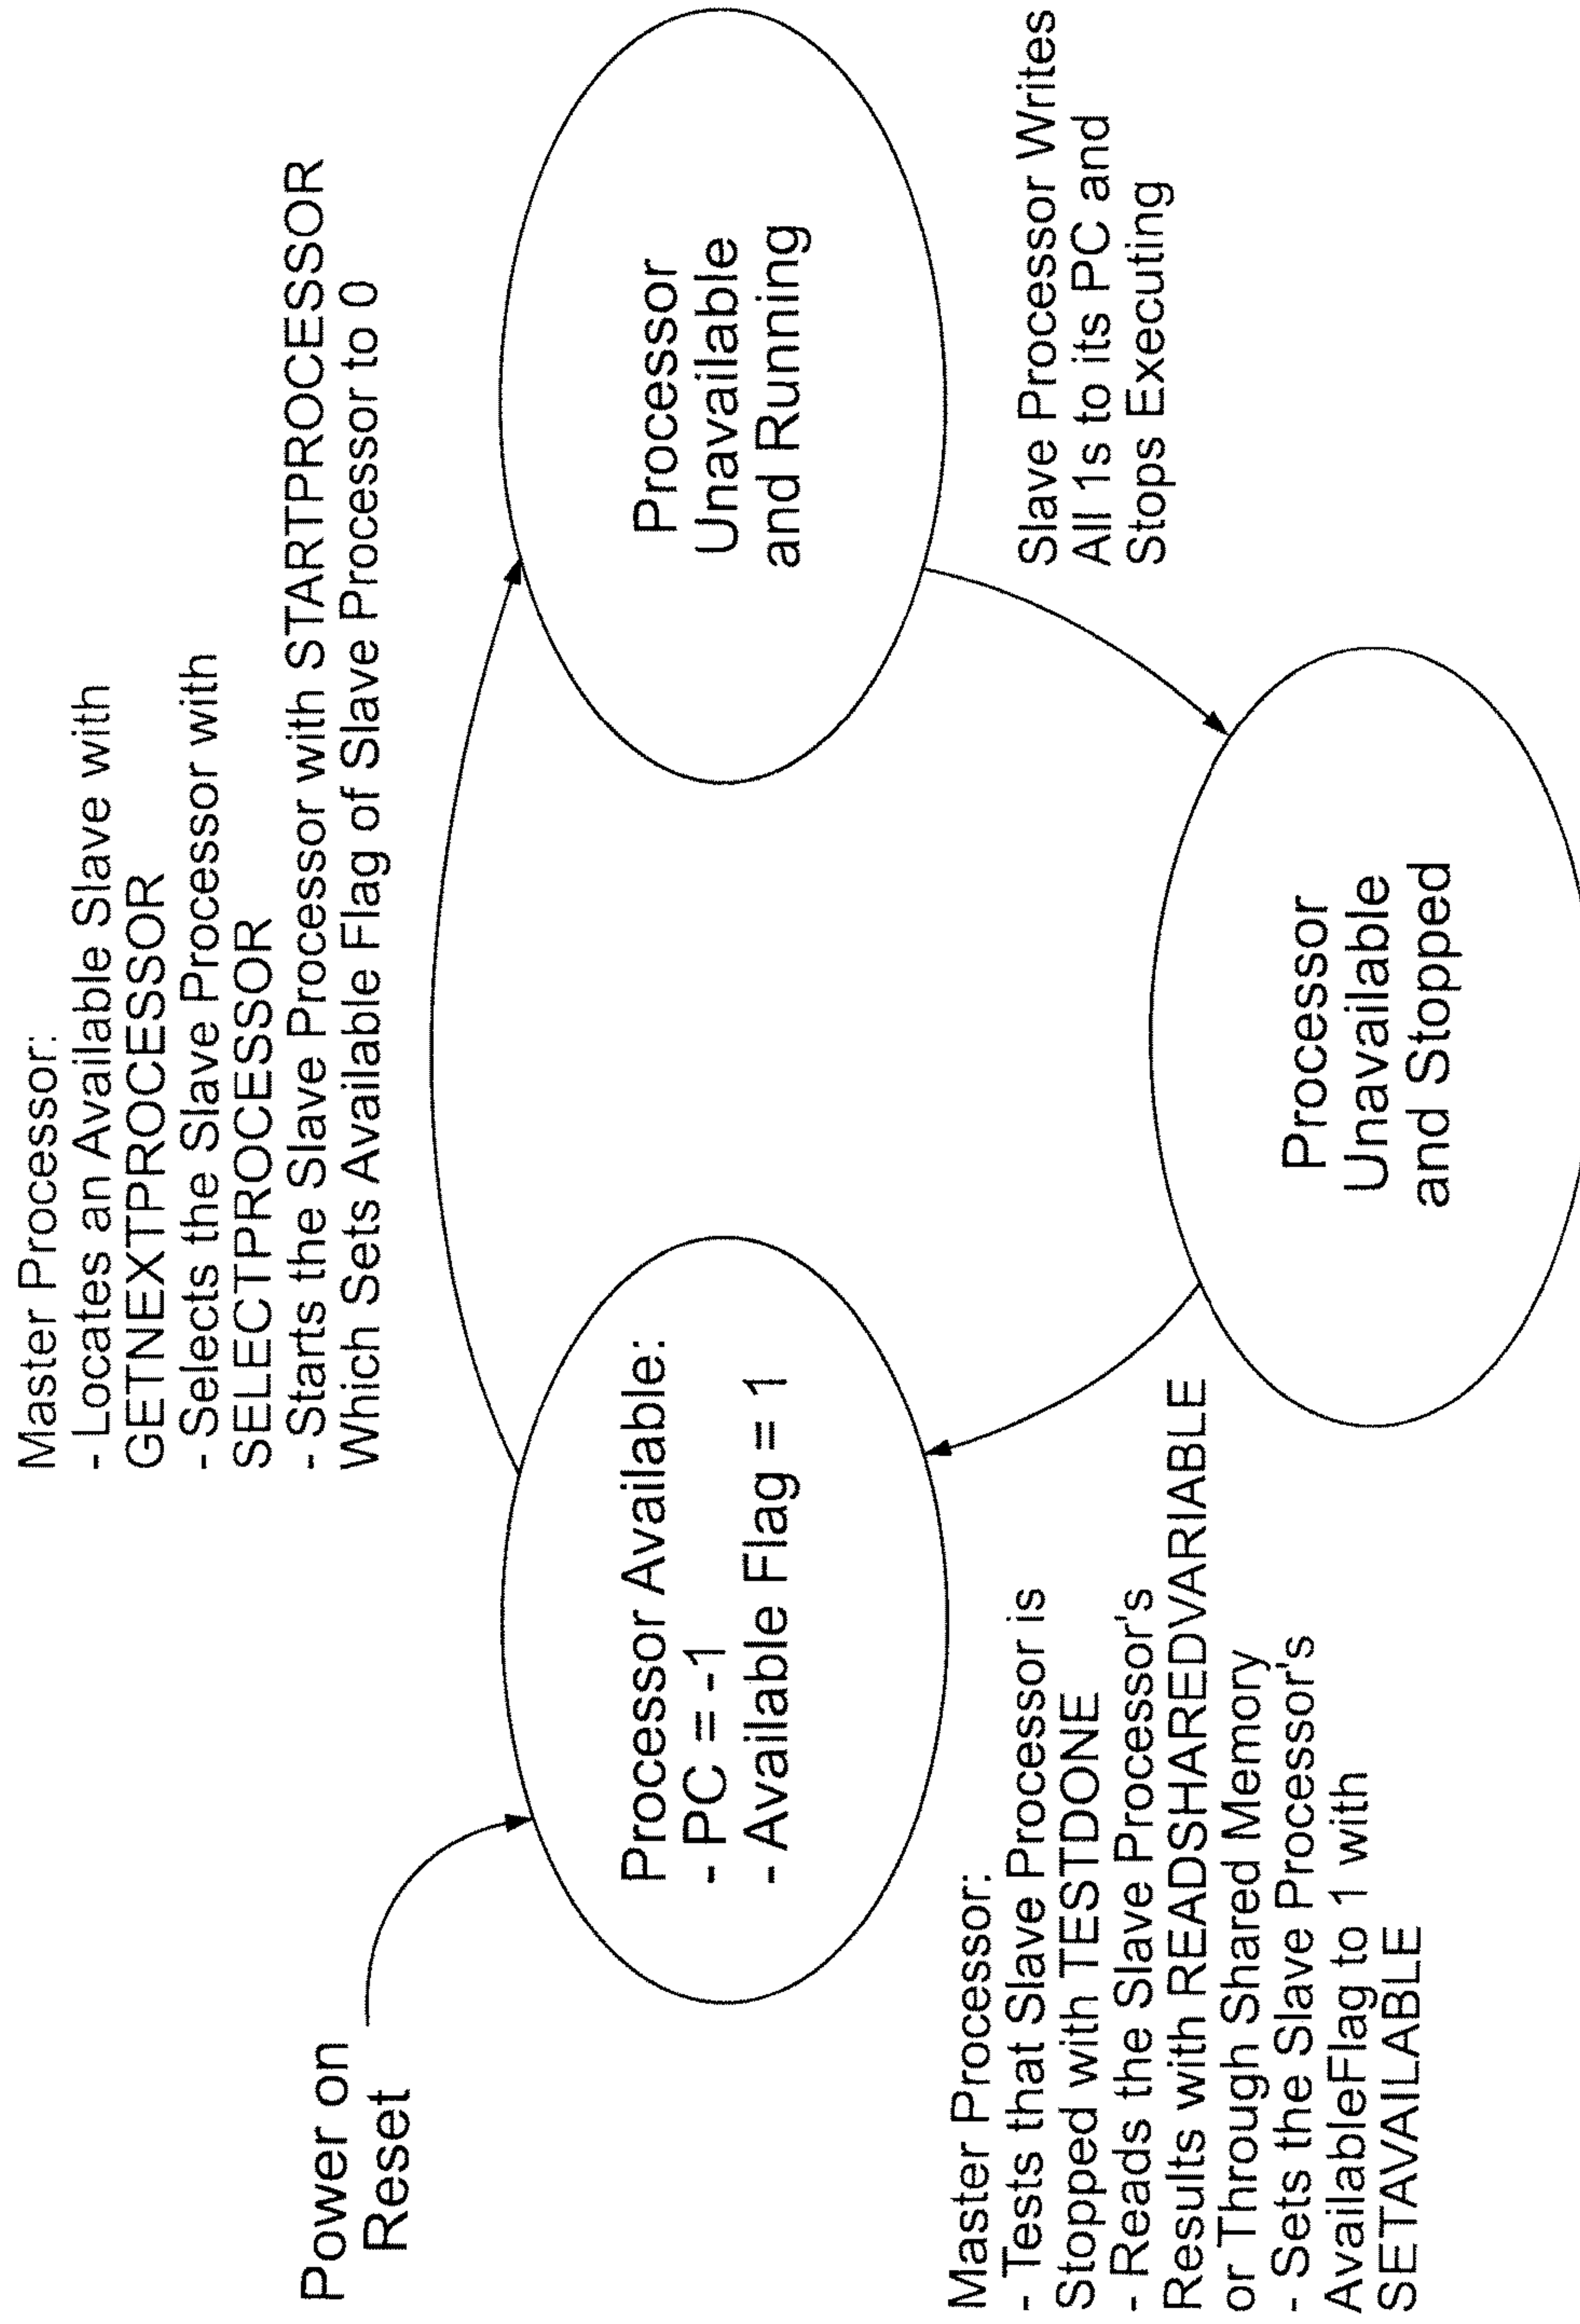 Master Processor:
- Locates an Available Slave with
GETNEXTPROCESSOR
- Selects the Slave Processor with
SELECTPROCESSOR
- Starts the Slave Processor with STARTPROCESSOR
Which Sets Available Flag of Slave Processor to 0
Power on
Reset
Processor Available:
- PC = -1
- Available Flag = 1
Processor
Unavailable
and Running
Master Processor:
- Tests that Slave Processor is
Stopped with TESTDONE
- Reads the Slave Processor's
Results with READSHAREDVARIABLE
or Through Shared Memory
- Sets the Slave Processor's
AvailableFlag to 1 with
SETAVAILABLE
Slave Processor Writes
All 1s to its PC and
Stops Executing
Processor
Unavailable
and Stopped